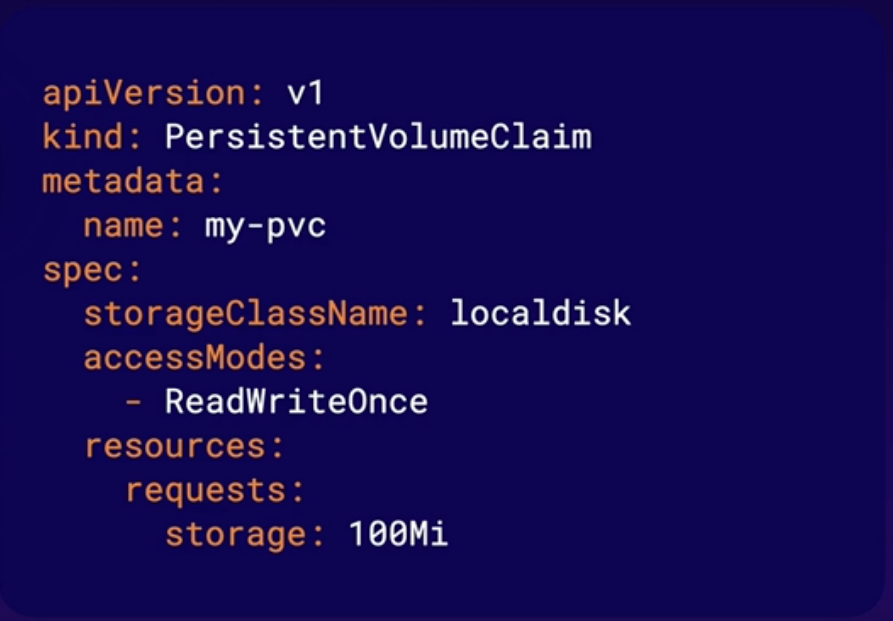 apiVersion: v1
kind: PersistentVolumeClaim
metadata:
  name: my-pvc
spec:
  storageClassName: localdisk
  accessModes:
    - ReadWriteOnce
  resources:
    requests:
      storage: 100Mi